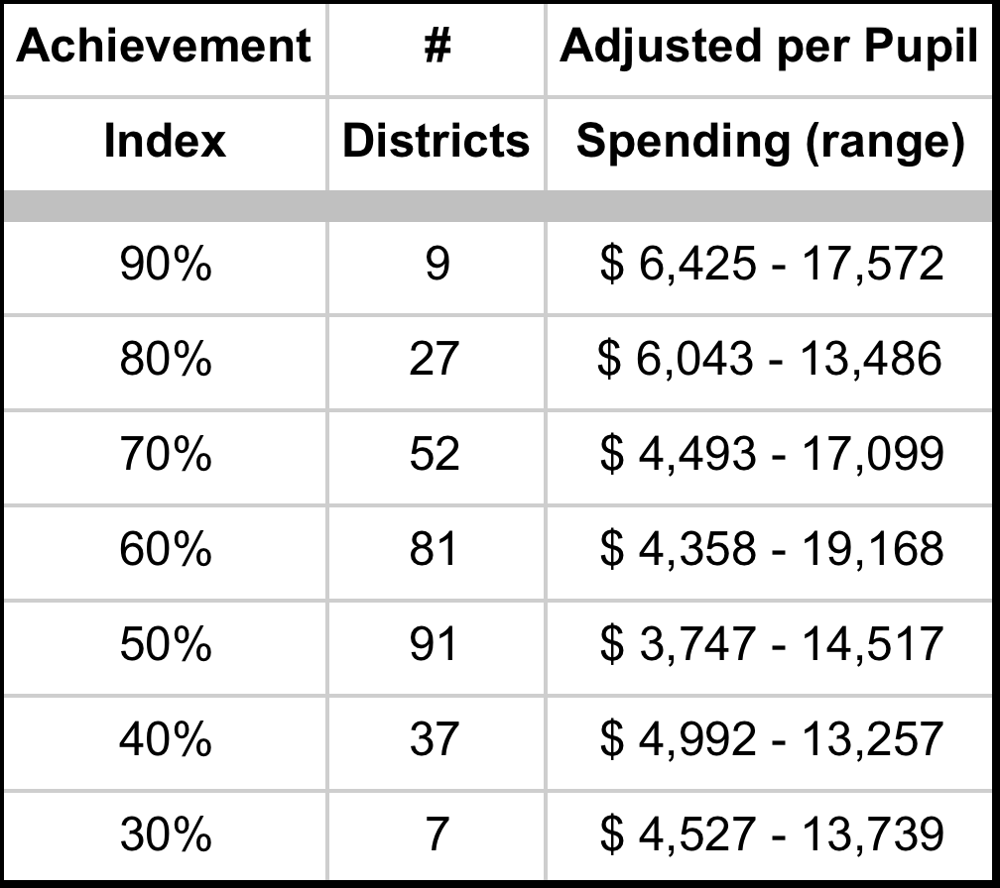 Achievement # Adjusted per Pupil
Index Districts Spending (range)
90% 9 $ 6,425 - 17,572
80% 27 $ 6,043 - 13,486
70% 52 $ 4,493 - 17,099
60% 81 $ 4,358 - 19,168
50% 91 $ 3,747 - 14,517
40% 37 $ 4,992 - 13,257
30% 7 $ 4,527 - 13,739